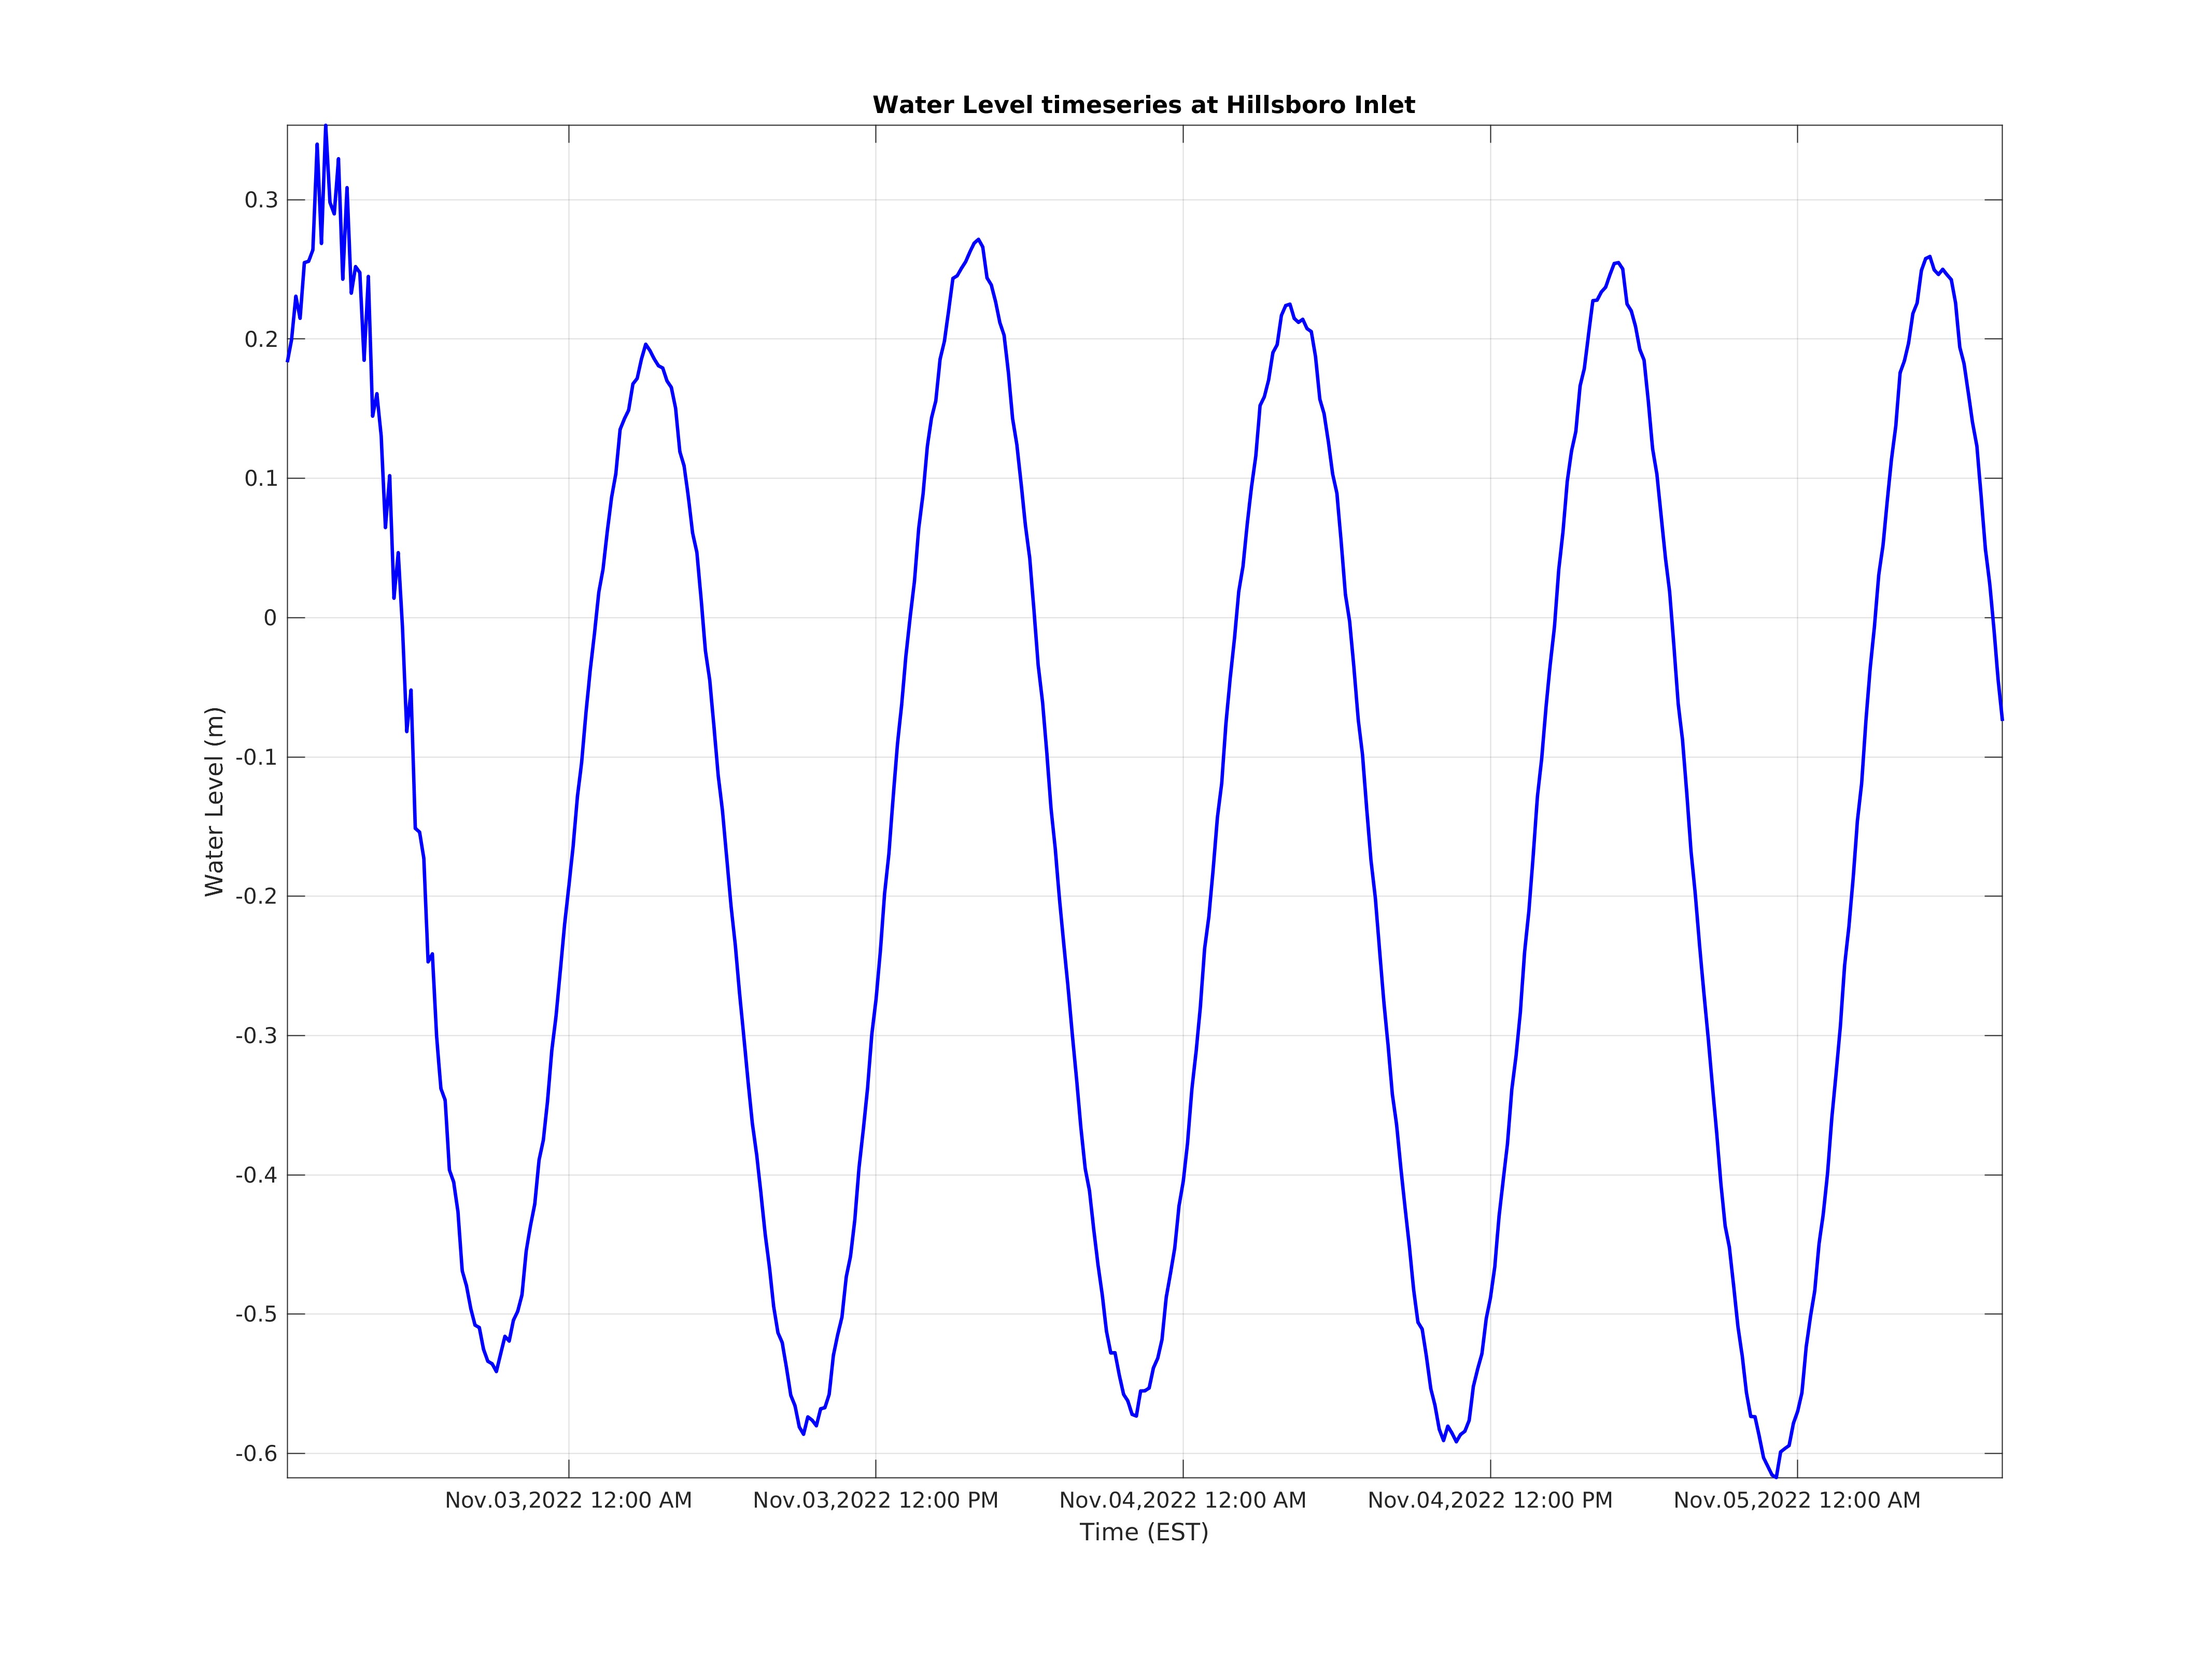 Water Level timeseries at Hillsboro Inlet
0.3
0.2
0.1
0
-0.1
-0.2
-0.3
-0.4
-0.5
-0.6
Water Level (m)
Nov.03,2022 12:00 AM
Nov.03,2022 12:00 PM
Nov.04,2022 12:00 AM
Nov.04,2022 12:00 PM
Nov.05,2022 12:00 AM
Time (EST)